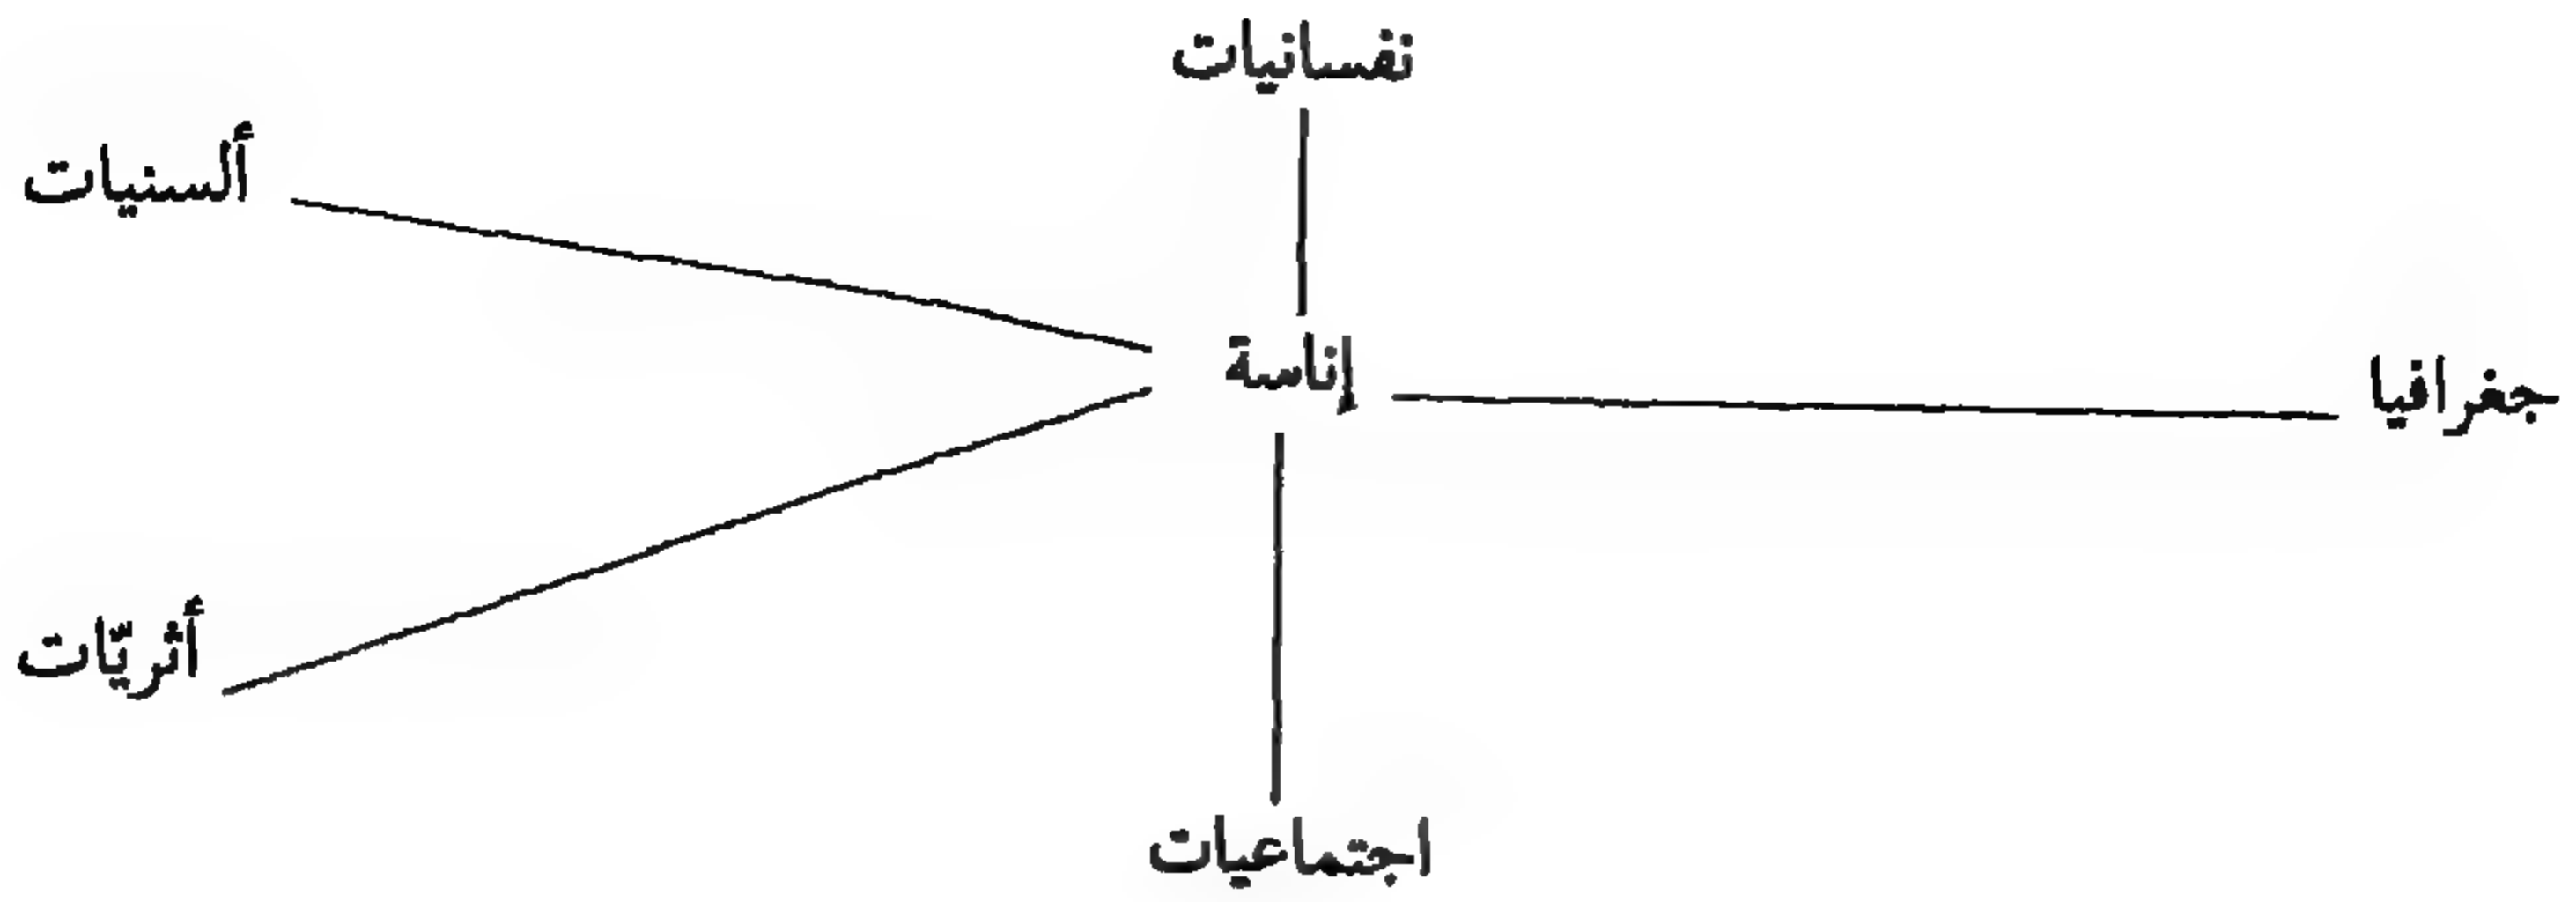 نفسانيات
ألسنيات
إناسة
جغرافيا
أثريّات
اجتماعيات